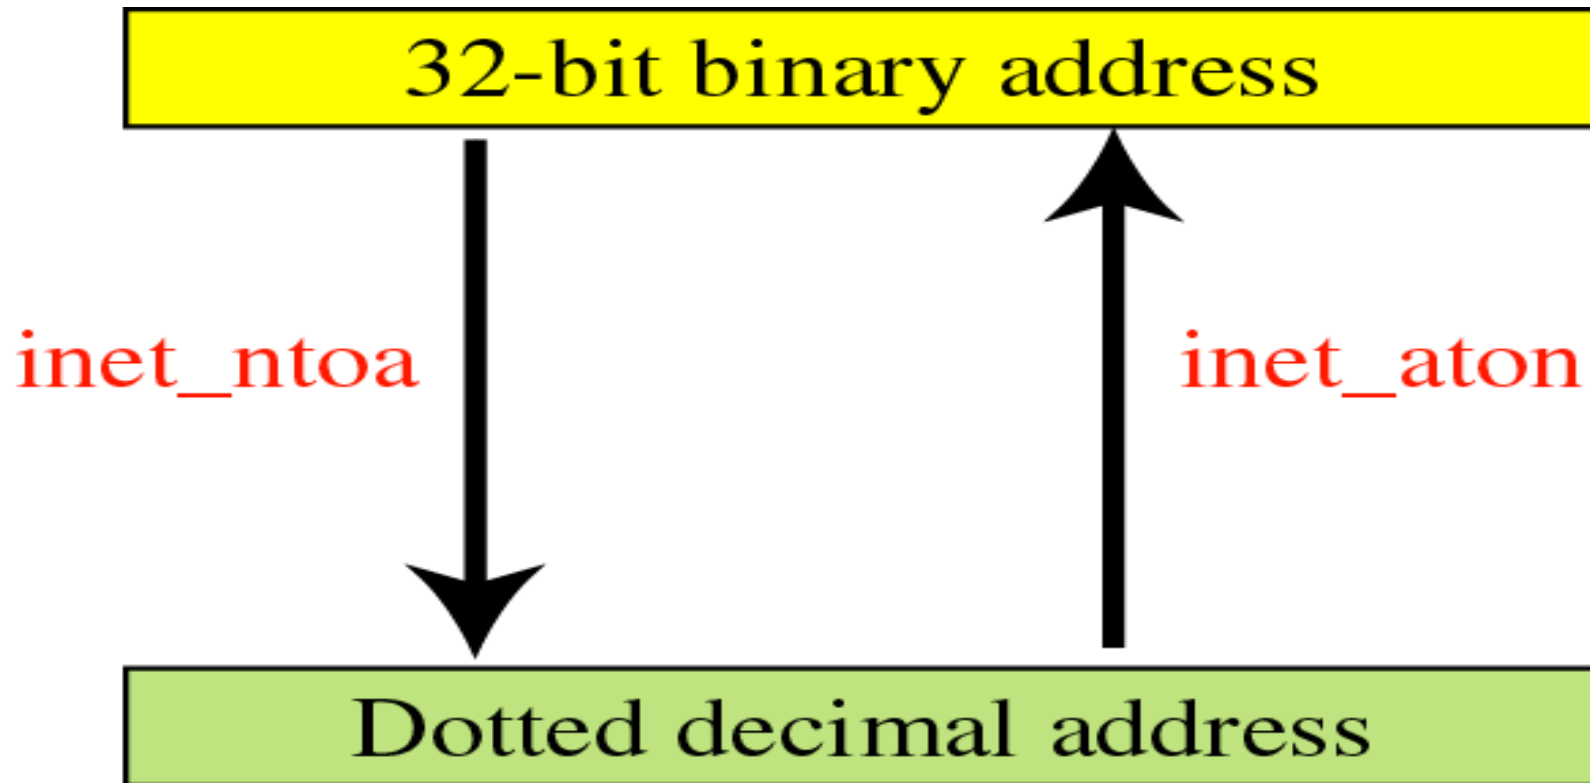 32-bit binary address
inet_ntoa
inet_aton
Dotted decimal address